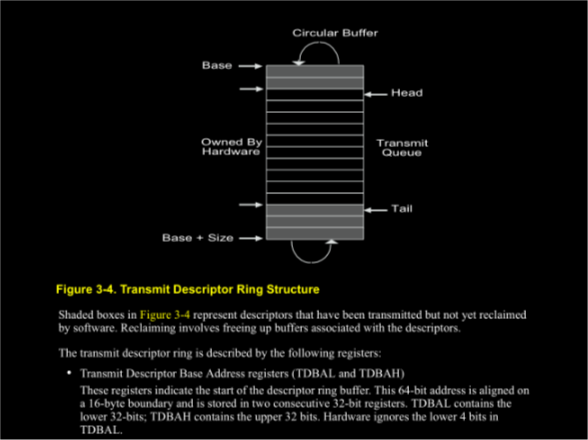 Circular Buffer
Base
Head
Owned By
Hardware
Transmit
Queue
Tail
Base + Size
Figure 3-4. Transmit Descriptor Ring Structure
Shaded boxes in Figure 3-4 represent descriptors that have been transmitted but not yet reclaimed
by software. Reclaiming involves freeing up buffers associated with the descriptors.
The transmit descriptor ring is described by the following registers:
• Transmit Descriptor Base Address registers (TDBAL and TDBAH)
These registers indicate the start of the descriptor ring buffer. This 64-bit address is aligned on
a 16-byte boundary and is stored in two consecutive 32-bit registers. TDBAL contains the
lower 32-bits; TDBAH contains the upper 32 bits. Hardware ignores the lower 4 bits in
TDBAL.